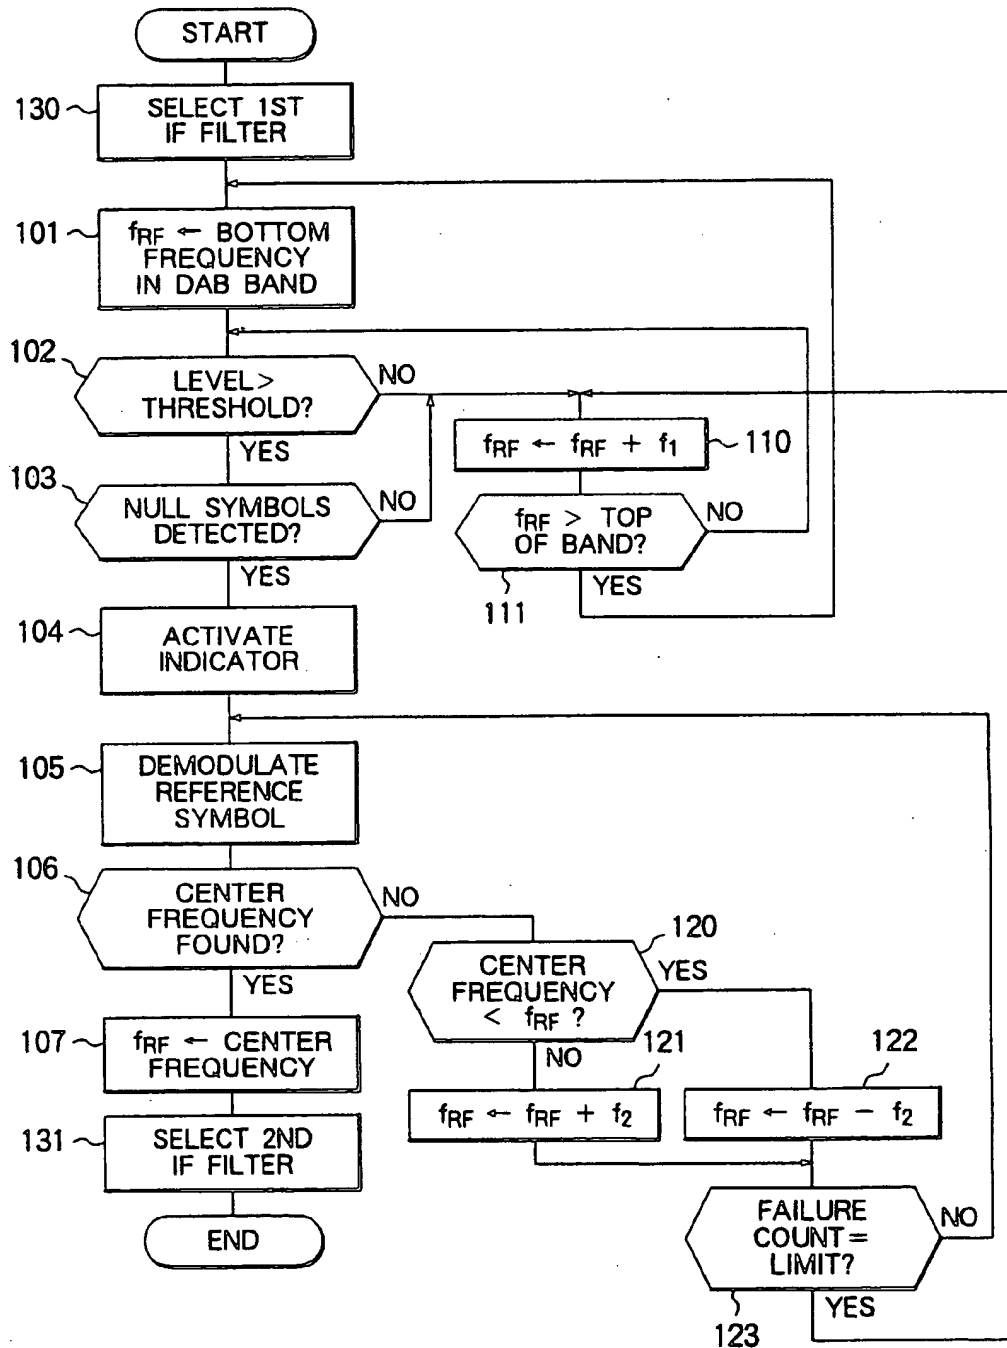 START
130
SELECT 1ST
IF FILTER
101
fRF ← BOTTOM
FREQUENCY
IN DAB BAND
102
LEVEL>
THRESHOLD?
NO
YES
fRF ← fRF + f1
110
103
NULL SYMBOLS
DETECTED?
NO
YES
fRF > TOP
OF BAND?
NO
YES
111
104
ACTIVATE
INDICATOR
105
DEMODULATE
REFERENCE
SYMBOL
106
CENTER
FREQUENCY
FOUND?
NO
YES
120
CENTER
FREQUENCY
< fRF ?
YES
NO
107
fRF ← CENTER
FREQUENCY
121
fRF ← fRF + f2
122
fRF ← fRF − f2
131
SELECT 2ND
IF FILTER
END
FAILURE
COUNT=
LIMIT?
NO
YES
123